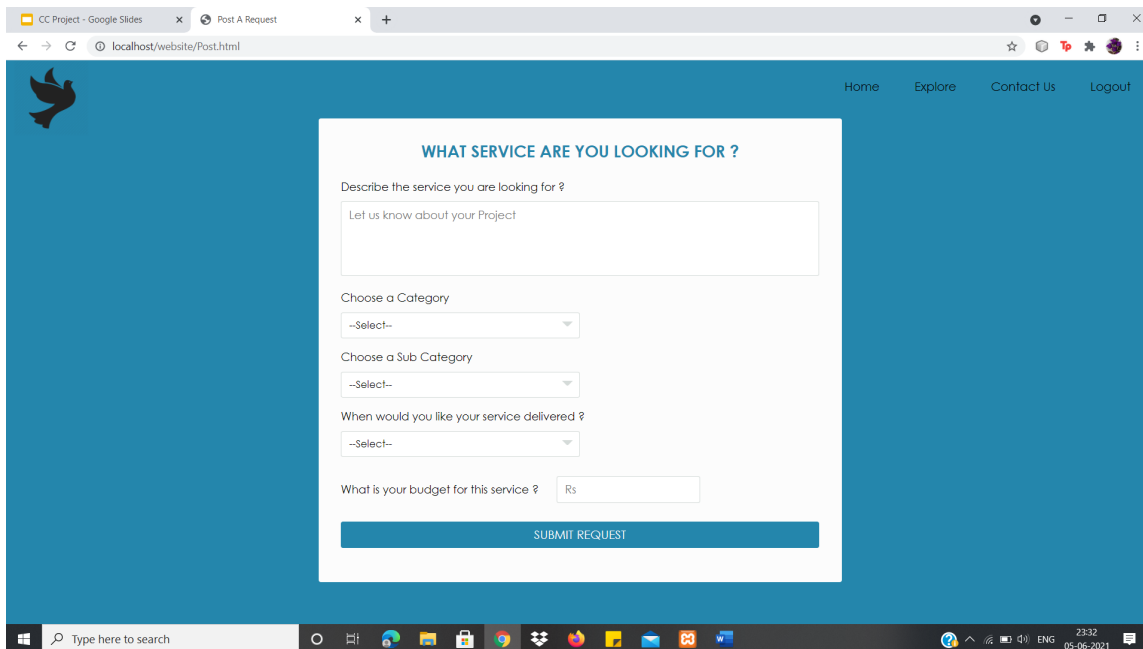 CC Project - Google Slides
Post A Request
localhost/website/Post.html
Tp
Home Explore Contact Us Logout
WHAT SERVICE ARE YOU LOOKING FOR ?
Describe the service you are looking for ?
Let us know about your Project
Choose a Category
--Select--
Choose a Sub Category
--Select--
When would you like your service delivered ?
--Select--
What is your budget for this service ? Rs
SUBMIT REQUEST
Type here to search
ENG
23:32
05-06-2021